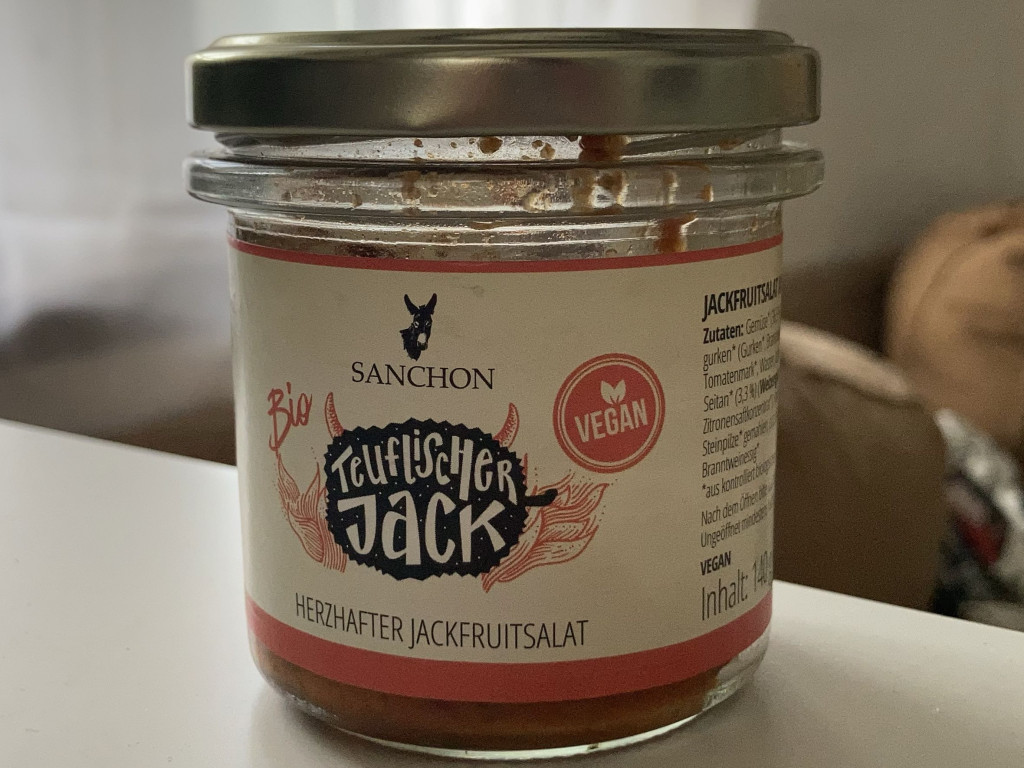 SANCHON
Bio
TEUFLISCHER
JACK
VEGAN
HERZHAFTER JACKFRUITSALAT
JACKFRUITSALAT
Zutaten: Gemüse*
gurken* (Gurken*,
Tomatenmark*,
Seitan* (3,3 %)
Zitronensaftkonzentrat*,
Steinpilze* gemahlen,
Branntweinessig*
*aus kontrolliert
Nach dem Öffnen
Ungeöffnet
VEGAN
Inhalt: 140